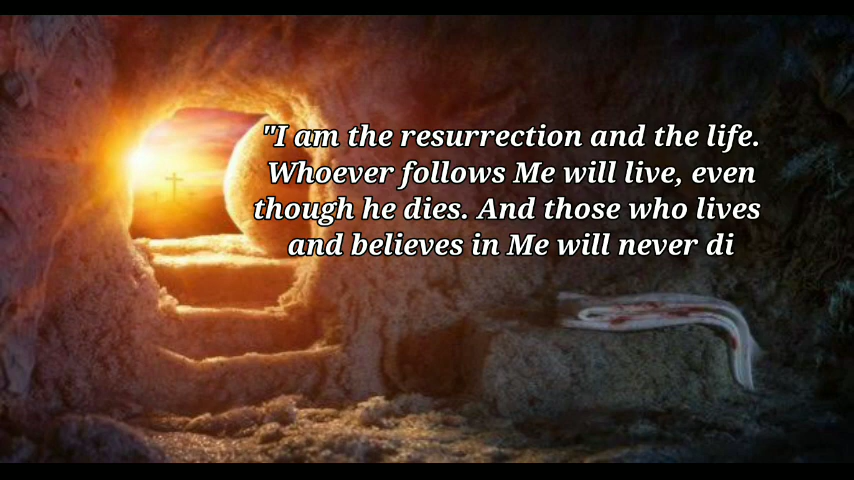 "I am the resurrection and the life.
Whoever follows Me will live, even
though he dies. And those who lives
and believes in Me will never di